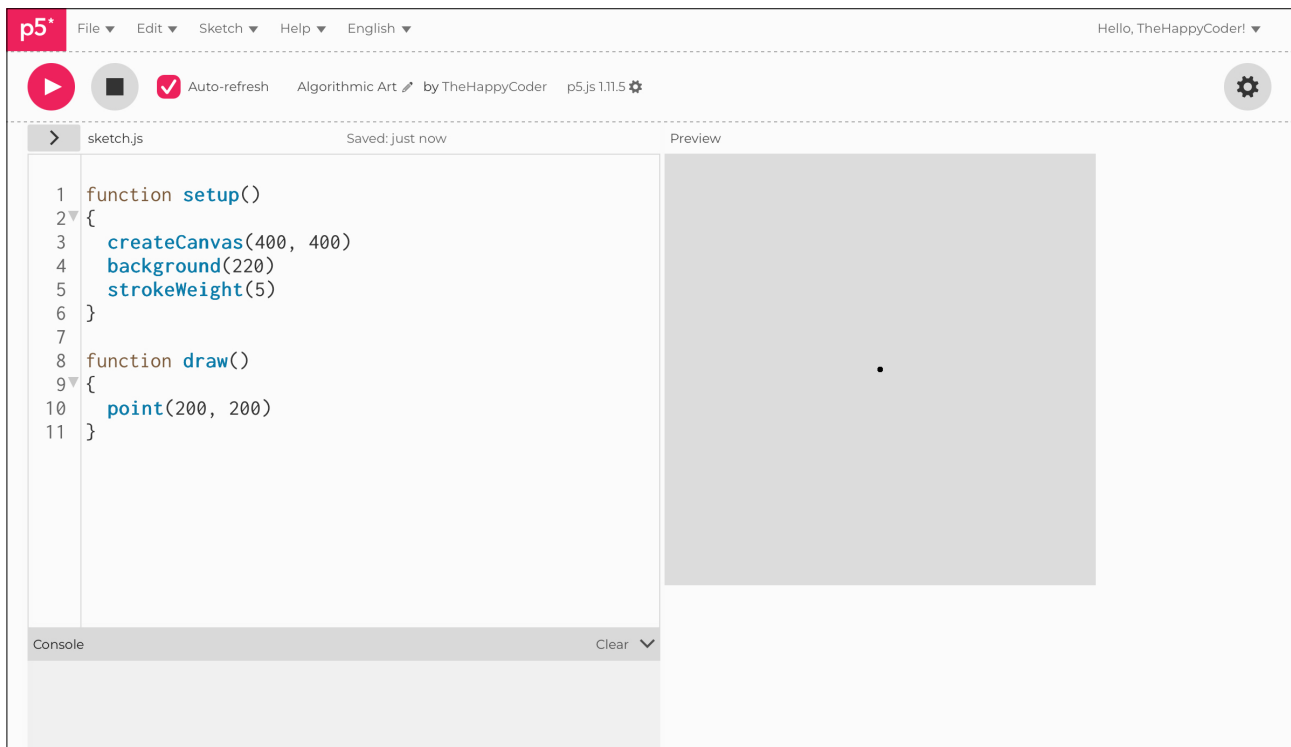 p5* File Edit Sketch Help English Hello, TheHappyCoder!
Auto-refresh Algorithmic Art by TheHappyCoder p5.js 1.11.5
sketch.js Saved: just now Preview
1 function setup()
2 {
3 createCanvas(400, 400)
4 background(220)
5 strokeWeight(5)
6 }
7
8 function draw()
9 {
10 point(200, 200)
11 }
Console Clear